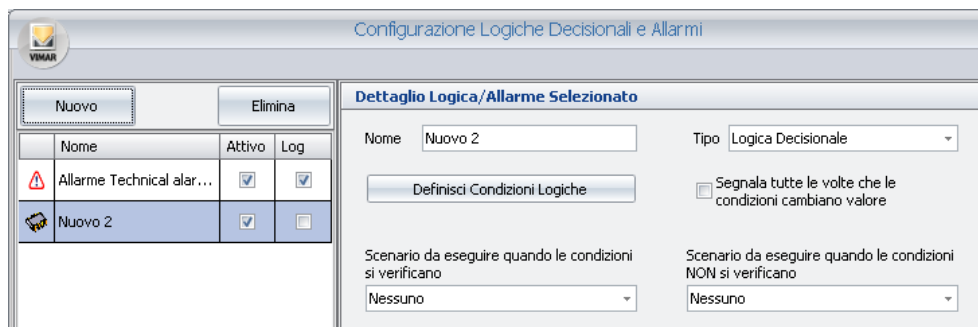 Configurazione Logiche Decisionali e Allarmi
VIMAR
Nuovo
Elimina
Nome
Attivo
Log
Allarme Technical alar...
Nuovo 2
Dettaglio Logica/Allarme Selezionato
Nome
Nuovo 2
Tipo
Logica Decisionale
Definisci Condizioni Logiche
Segnala tutte le volte che le
condizioni cambiano valore
Scenario da eseguire quando le condizioni
si verificano
Nessuno
Scenario da eseguire quando le condizioni
NON si verificano
Nessuno